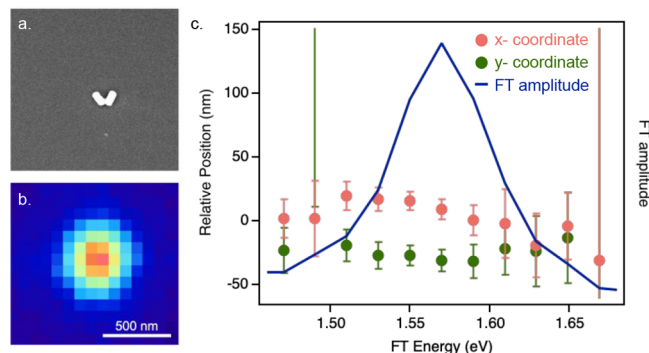 a.
b.
500 nm
c.
150
100
50
0
-50
Relative Position (nm)
x- coordinate
y- coordinate
FT amplitude
FT amplitude
1.50
1.55
1.60
1.65
FT Energy (eV)